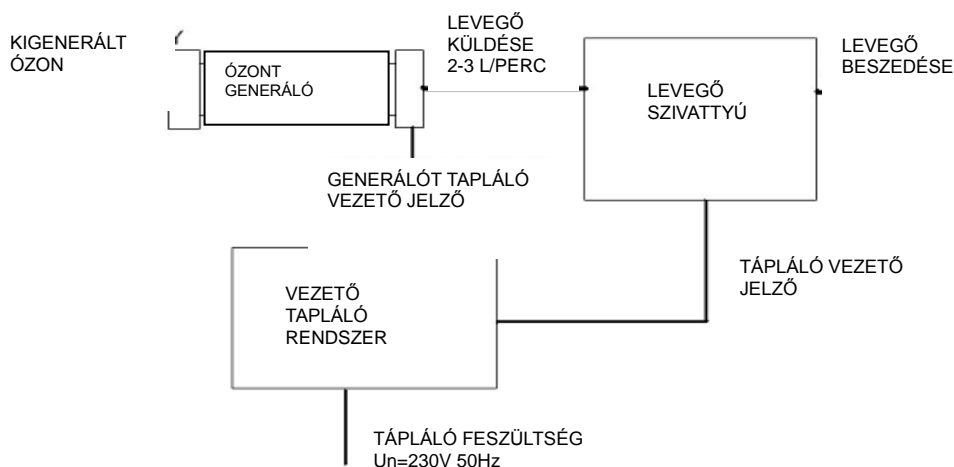 KIGENERÁLT
ÓZON
ÓZONT
GENERÁLÓ
LEVEGŐ
KÜLDÉSE
2-3 L/PERC
LEVEGŐ
SZIVATTYÚ
LEVEGŐ
BESZEDÉSE
GENERÁLÓT TAPLÁLÓ
VEZETŐ JELZŐ
VEZETŐ
TAPLÁLÓ
RENDSZER
TÁPLÁLÓ VEZETŐ
JELZŐ
TÁPLÁLÓ FESZÜLTSÉG
Un=230V 50Hz